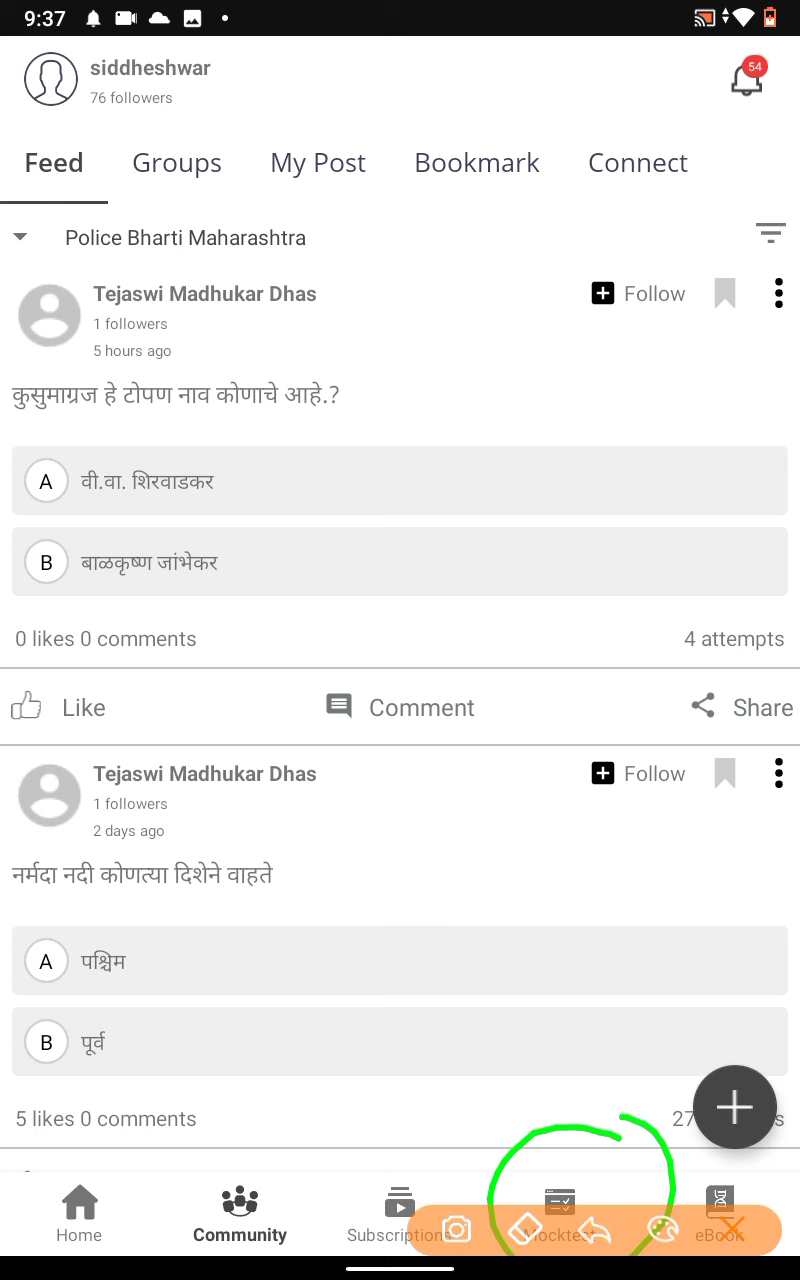 9:37
siddheshwar
76 followers
54
Feed Groups My Post Bookmark Connect
Police Bharti Maharashtra
Tejaswi Madhukar Dhas
Follow
1 followers
5 hours ago
कुसुमाग्रज हे टोपण नाव कोणाचे आहे.?
A वी.वा. शिरवाडकर
B बाळकृष्ण जांभेकर
0 likes 0 comments 4 attempts
Like Comment Share
Tejaswi Madhukar Dhas
Follow
1 followers
2 days ago
नर्मदा नदी कोणत्या दिशेने वाहते
A पश्चिम
B पूर्व
5 likes 0 comments 27
Home Community Subscriptions Mocktest eBook